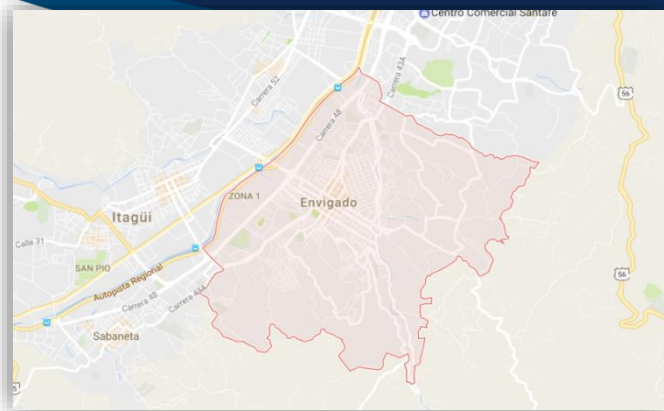 Centro Comercial Santafé
Carrera 43A
Carrera 52
56
Carrera 48
ZONA 1
Envigado
Itagüí
Calle 31
SAN PIO
Autopista Regional
56
Carrera 48
Carrera 43A
Sabaneta